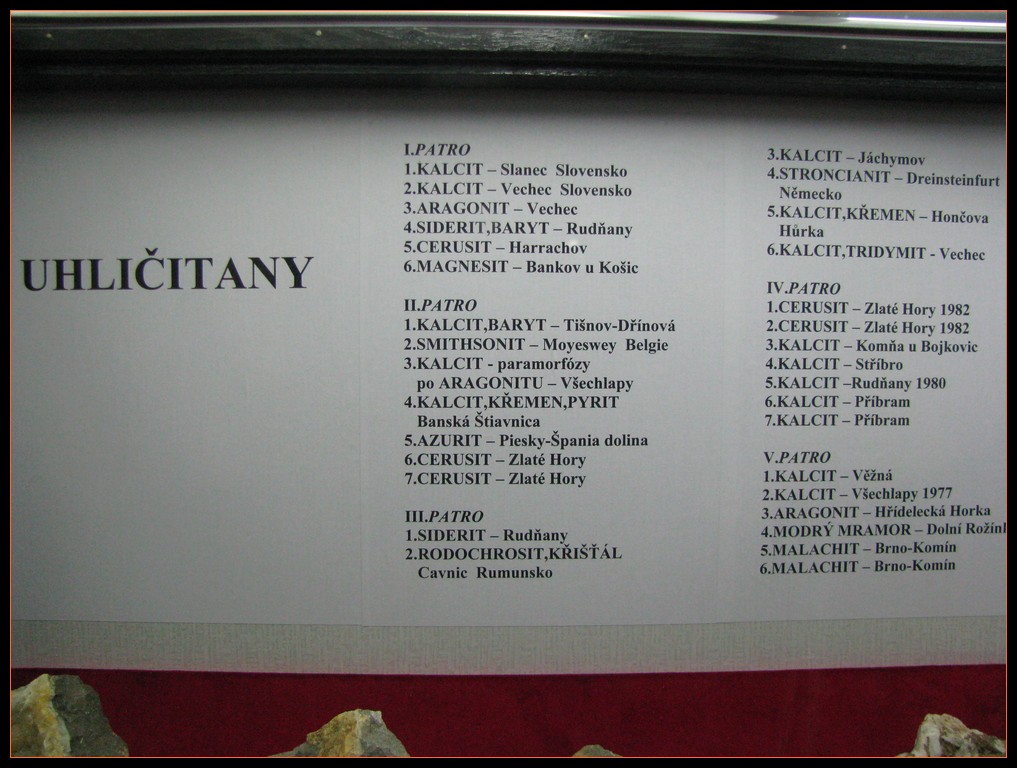 UHLIČITANY
I.PATRO
1.KALCIT – Slanec Slovensko
2.KALCIT – Vechec Slovensko
3.ARAGONIT – Vechec
4.SIDERIT,BARYT – Rudňany
5.CERUSIT – Harrachov
6.MAGNESIT – Bankov u Košic
II.PATRO
1.KALCIT,BARYT – Tišnov-Dřínová
2.SMITHSONIT – Moyeswey Belgie
3.KALCIT - paramorfózy
po ARAGONITU – Všechlapy
4.KALCIT,KŘEMEN,PYRIT
Banská Štiavnica
5.AZURIT – Piesky-Špania dolina
6.CERUSIT – Zlaté Hory
7.CERUSIT – Zlaté Hory
III.PATRO
1.SIDERIT – Rudňany
2.RODOCHROSIT,KŘIŠŤÁL
Cavnic Rumunsko
3.KALCIT – Jáchymov
4.STRONCIANIT – Dreinsteinfurt
Německo
5.KALCIT,KŘEMEN – Hončova
Hůrka
6.KALCIT,TRIDYMIT - Vechec
IV.PATRO
1.CERUSIT – Zlaté Hory 1982
2.CERUSIT – Zlaté Hory 1982
3.KALCIT – Komňa u Bojkovic
4.KALCIT – Stříbro
5.KALCIT –Rudňany 1980
6.KALCIT – Příbram
7.KALCIT – Příbram
V.PATRO
1.KALCIT – Věžná
2.KALCIT – Všechlapy 1977
3.ARAGONIT – Hřídelecká Horka
4.MODRÝ MRAMOR – Dolní
5.MALACHIT – Brno-Komín
6.MALACHIT – Brno-Komín